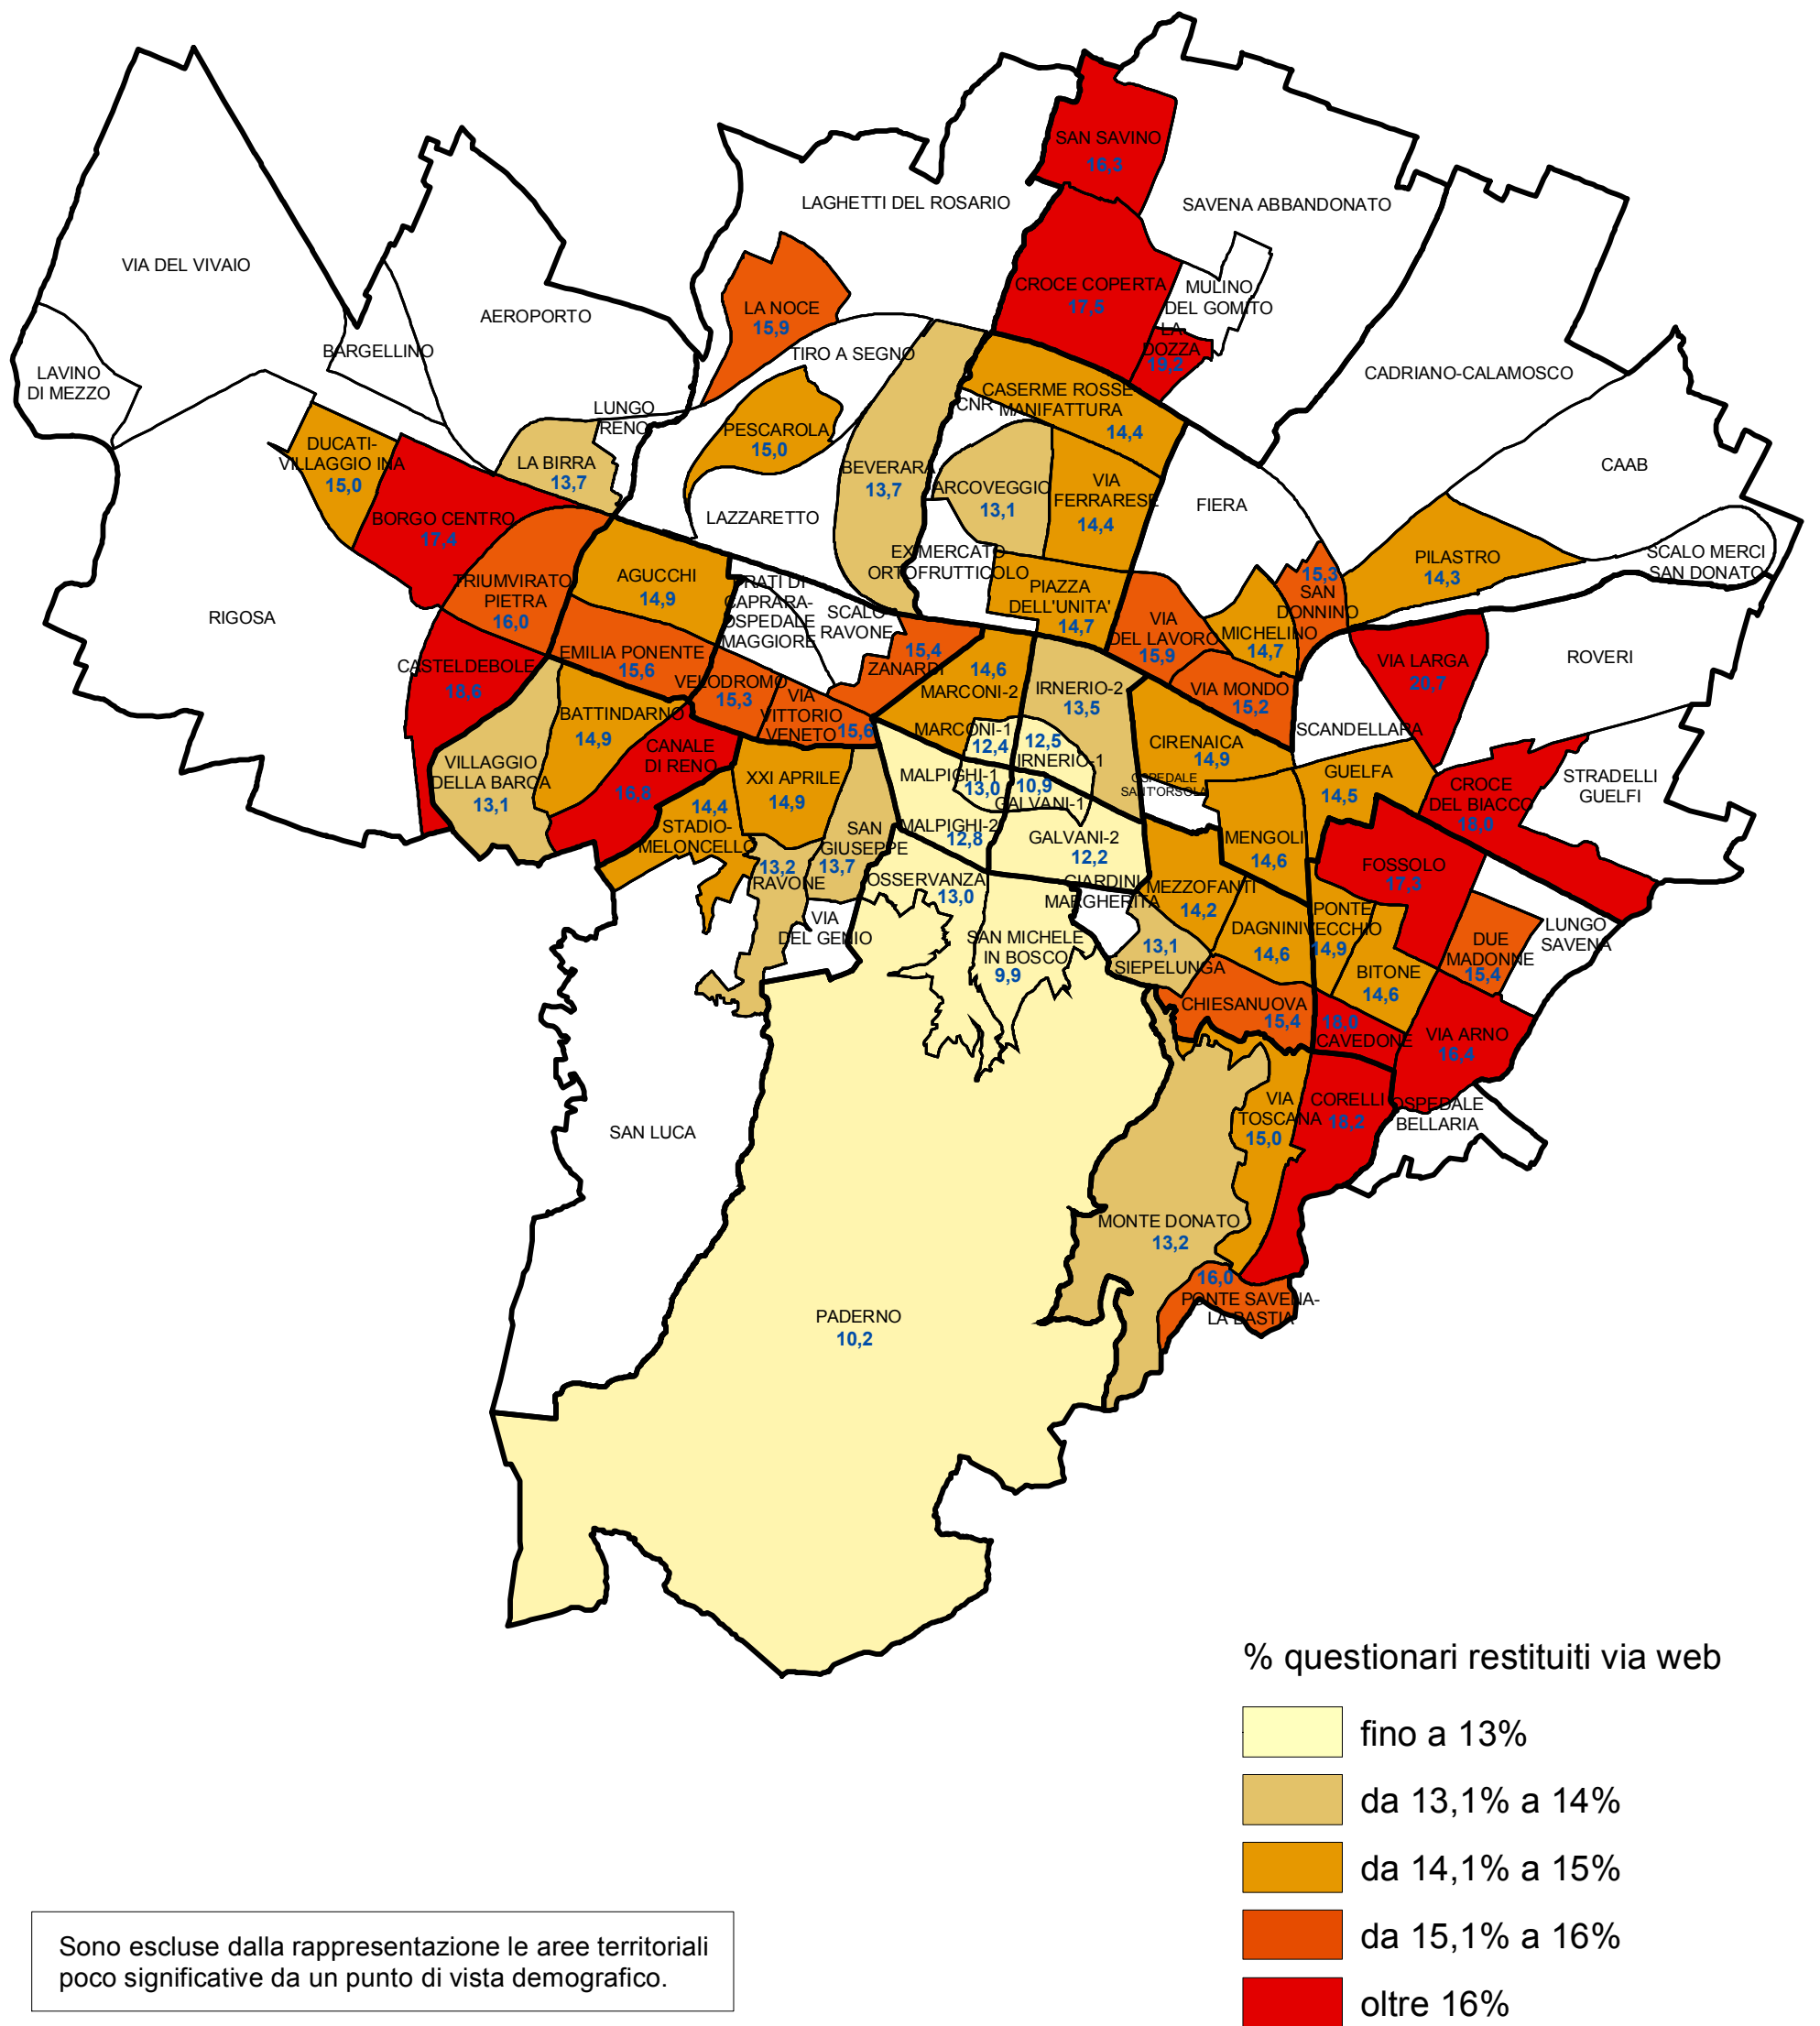 SAN SAVINO
16,3
LAGHETTI DEL ROSARIO
SAVENA ABBANDONATO
VIA DEL VIVAIO
CROCE COPERTA
17,5
MULINO
DEL GOMITO
LA NOCE
15,9
AEROPORTO
LA
DOZZA
19,2
BARGELLINO
TIRO A SEGNO
LAVINO
DI MEZZO
CADRIANO-CALAMOSCO
CASERME ROSSE
MANIFATTURA
14,4
CNR
LUNGO
RENO
PESCAROLA
15,0
DUCATI-
VILLAGGIO INA
15,0
LA BIRRA
13,7
BEVERARA
13,7
ARCOVEGGIO
13,1
VIA
FERRARESE
14,4
CAAB
FIERA
BORGO CENTRO
17,4
LAZZARETTO
EX MERCATO
ORTOFRUTTICOLO
PILASTRO
14,3
SCALO MERCI
SAN DONATO
TRIUMVIRATO
PIETRA
16,0
AGUCCHI
14,9
PRATI DI
CAPRARA-
OSPEDALE
MAGGIORE
SCALO
RAVONE
PIAZZA
DELL'UNITA'
14,7
15,3
SAN
DONNINO
RIGOSA
VIA
DEL LAVORO
15,9
MICHELINO
14,7
EMILIA PONENTE
15,6
15,4
ZANARDI
VIA LARGA
20,7
ROVERI
CASTELDEBOLE
18,6
VELODROMO
15,3
VIA
VITTORIO
VENETO
15,6
14,6
MARCONI-2
IRNERIO-2
13,5
VIA MONDO
15,2
BATTINDARNO
14,9
MARCONI-1
12,4
12,5
IRNERIO-1
CIRENAICA
14,9
SCANDELLARA
CANALE
DI RENO
16,8
VILLAGGIO
DELLA BARCA
13,1
XXI APRILE
14,9
MALPIGHI-1
13,0
10,9
GALVANI-1
OSPEDALE
SANT'ORSOLA
GUELFA
14,5
CROCE
DEL BIACCO
18,0
STRADELLI
GUELFI
14,4
STADIO-
MELONCELLO
SAN
GIUSEPPE
13,7
MALPIGHI-2
12,8
GALVANI-2
12,2
MENGOLI
14,6
FOSSOLO
17,3
13,2
RAVONE
OSSERVANZA
13,0
GIARDINI
MARGHERITA
MEZZOFANTI
14,2
VIA
DEL GENIO
SAN MICHELE
IN BOSCO
9,9
13,1
SIEPELUNGA
DAGNINI
14,6
PONTE
VECCHIO
14,9
DUE
MADONNE
15,4
LUNGO
SAVENA
BITONE
14,6
CHIESANUOVA
15,4
18,0
CAVEDONE
VIA ARNO
16,4
SAN LUCA
VIA
TOSCANA
15,0
CORELLI
18,2
OSPEDALE
BELLARIA
MONTE DONATO
13,2
16,0
PONTE SAVENA-
LA BASTIA
PADERNO
10,2
% questionari restituiti via web
fino a 13%
da 13,1% a 14%
da 14,1% a 15%
da 15,1% a 16%
oltre 16%
Sono escluse dalla rappresentazione le aree territoriali
poco significative da un punto di vista demografico.